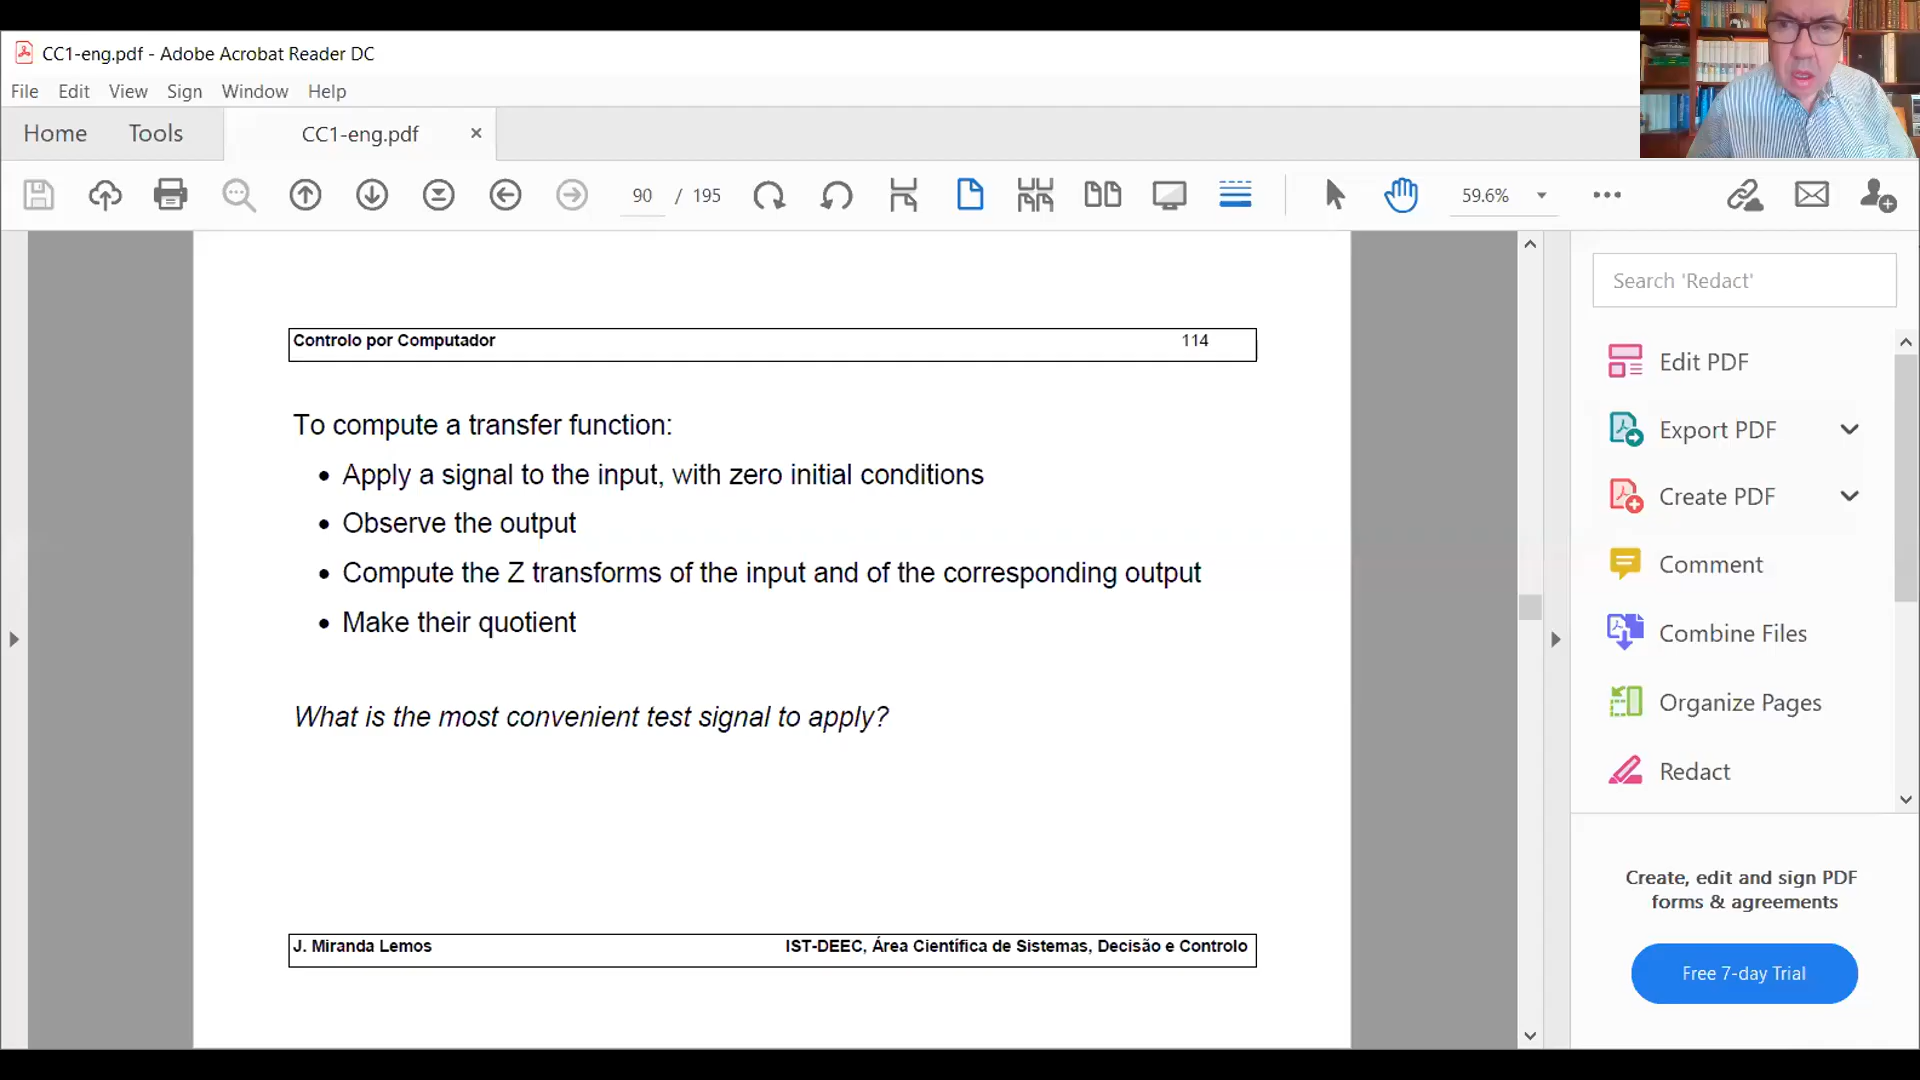 CC1-eng.pdf - Adobe Acrobat Reader DC
File Edit View Sign Window Help
Home Tools CC1-eng.pdf ×
90 / 195 59.6%
Search 'Redact'
Controlo por Computador 114
To compute a transfer function:
• Apply a signal to the input, with zero initial conditions
• Observe the output
• Compute the Z transforms of the input and of the corresponding output
• Make their quotient
What is the most convenient test signal to apply?
J. Miranda Lemos IST-DEEC, Área Científica de Sistemas, Decisão e Controlo
Edit PDF
Export PDF
Create PDF
Comment
Combine Files
Organize Pages
Redact
Create, edit and sign PDF
forms & agreements
Free 7-day Trial